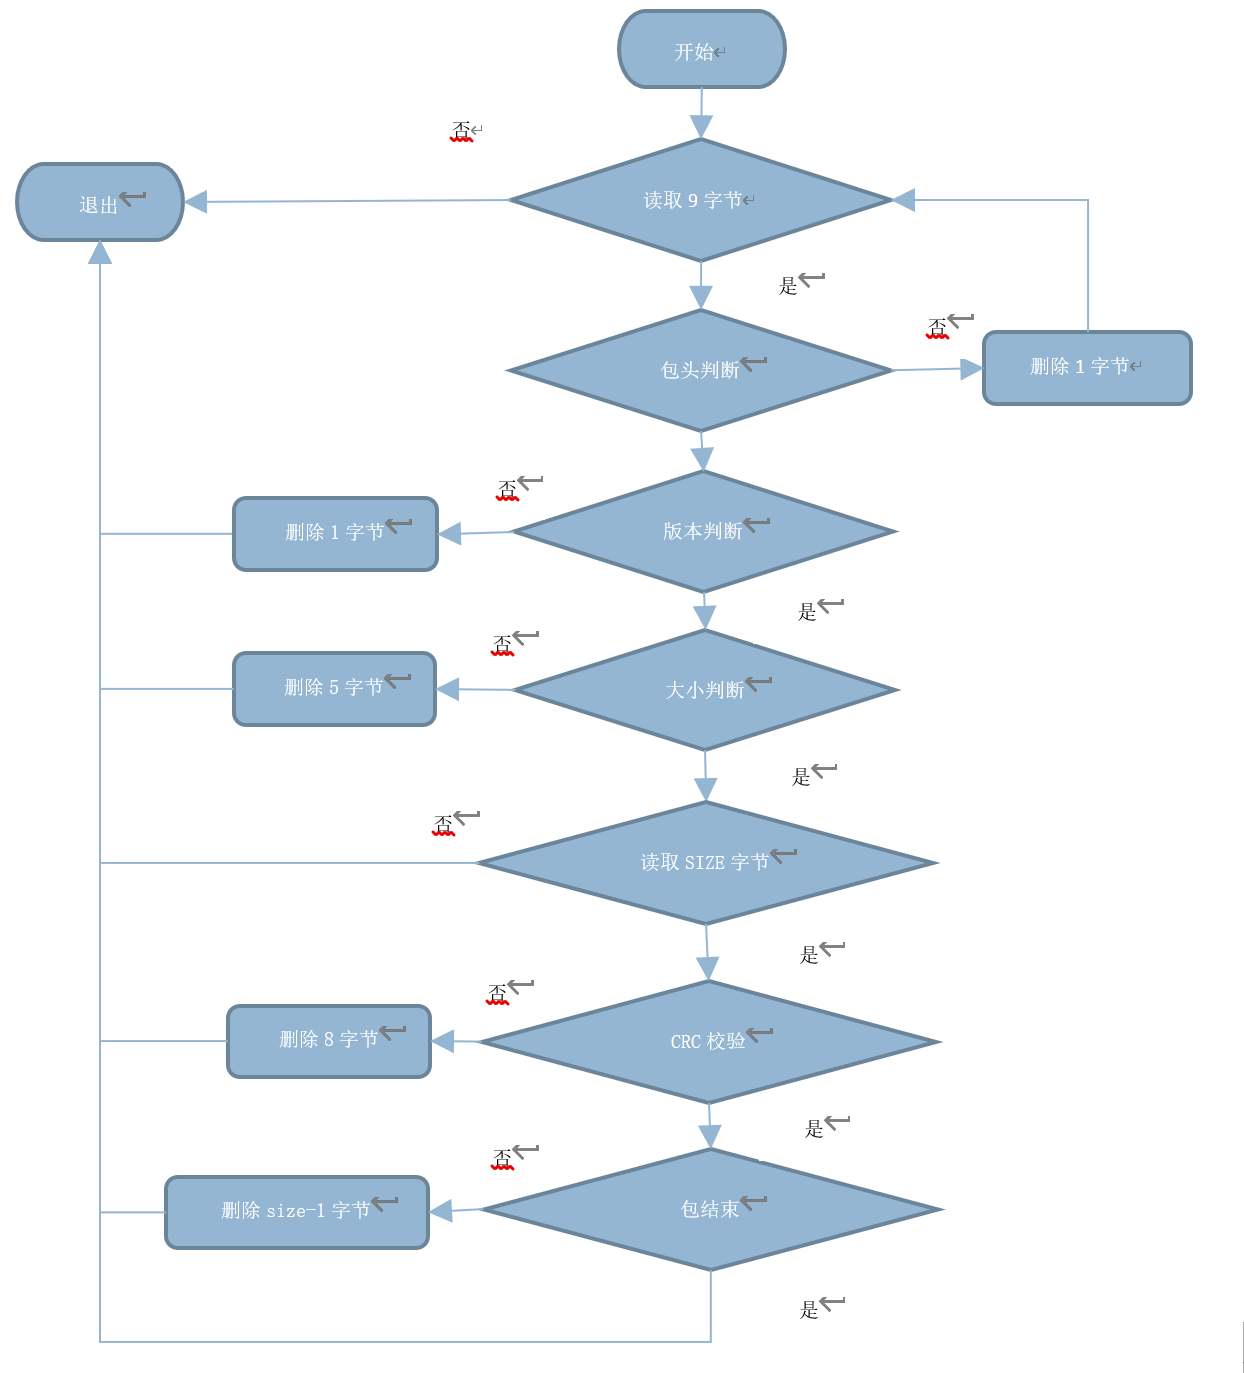 开始
否
退出
读取 9 字节
是
否
包头判断
删除 1 字节
否
删除 1 字节
版本判断
是
否
删除 5 字节
大小判断
是
否
读取 SIZE 字节
是
否
删除 8 字节
CRC 校验
是
否
删除 size-1 字节
包结束
是